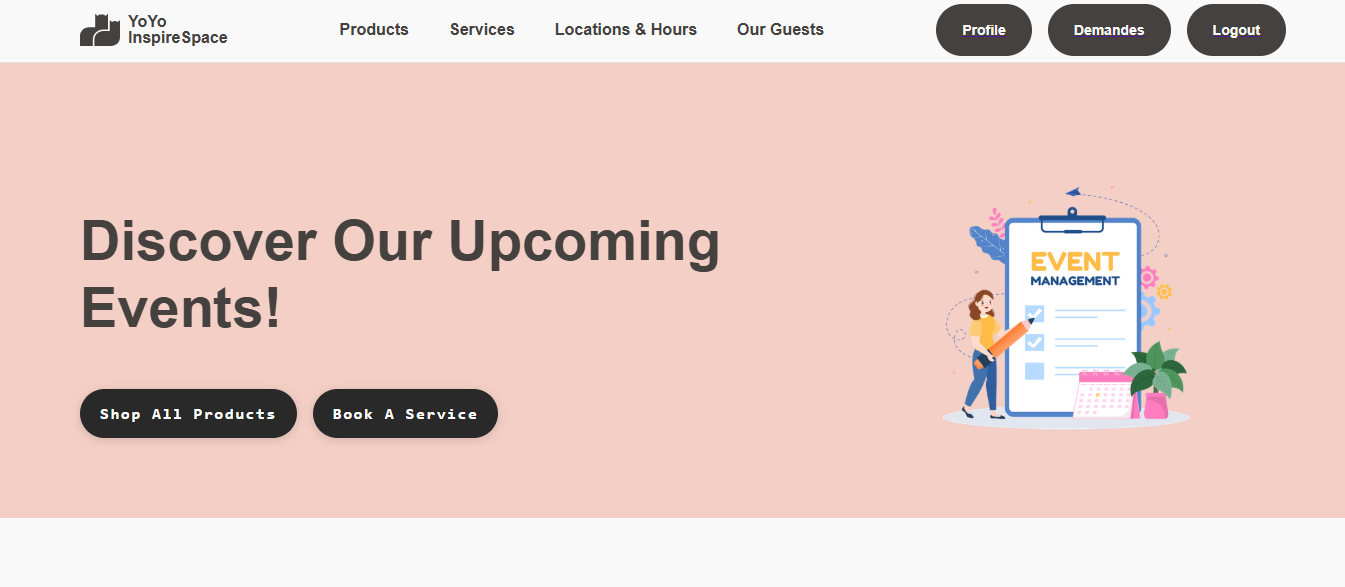 YoYo
InspireSpace
Products
Services
Locations & Hours
Our Guests
Profile
Demandes
Logout
Discover Our Upcoming
Events!
Shop All Products
Book A Service
EVENT
MANAGEMENT